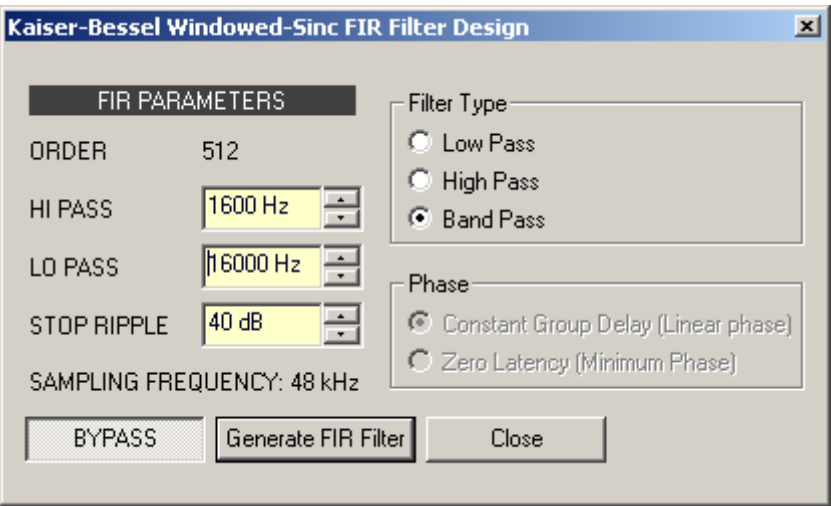 Kaiser-Bessel Windowed-Sinc FIR Filter Design
FIR PARAMETERS
ORDER 512
HI PASS 1600 Hz
LO PASS 16000 Hz
STOP RIPPLE 40 dB
SAMPLING FREQUENCY: 48 kHz
Filter Type
Low Pass
High Pass
Band Pass
Phase
Constant Group Delay (Linear phase)
Zero Latency (Minimum Phase)
BYPASS Generate FIR Filter Close